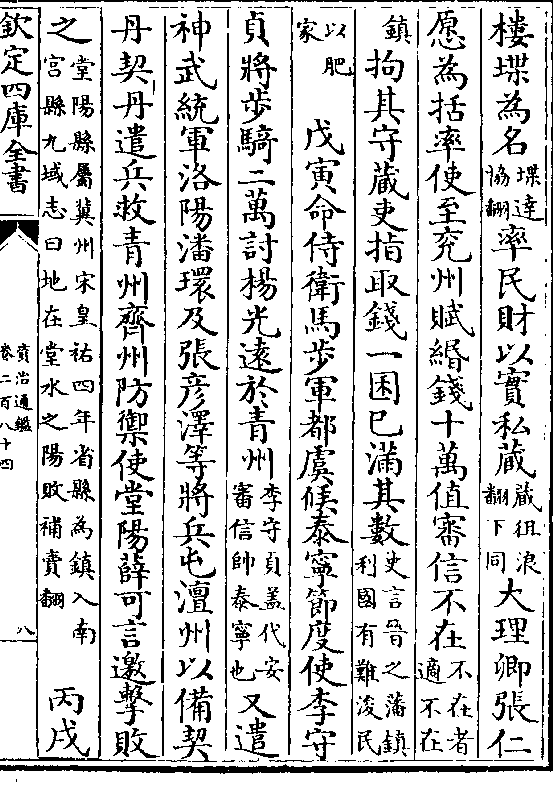 樓堞為名堞達協翻率民財以實私藏藏徂浪翻下同大理卿張仁
愿為括率使至兖州賦緡錢十萬值審信不在不在者適不在
鎮拘其守藏吏指取錢一囷已滿其數史言晉之藩鎮利國有難浚民
以肥家戊寅命侍衛馬步軍都虞候泰寧節度使李守
貞將步騎二萬討楊光遠於青州李守貞蓋代安審信帥泰寧也又遣
神武統軍洛陽潘環及張彦澤等將兵屯澶州以備契
丹契丹遣兵救青州齊州防禦使堂陽薛可言邀擊敗
之堂陽縣屬冀州宋皇祐四年省縣為鎮入南宫縣九域志曰地在堂水之陽敗補賣翻丙戌
欽定四庫全書
資治通鑑
卷二百八十四
八